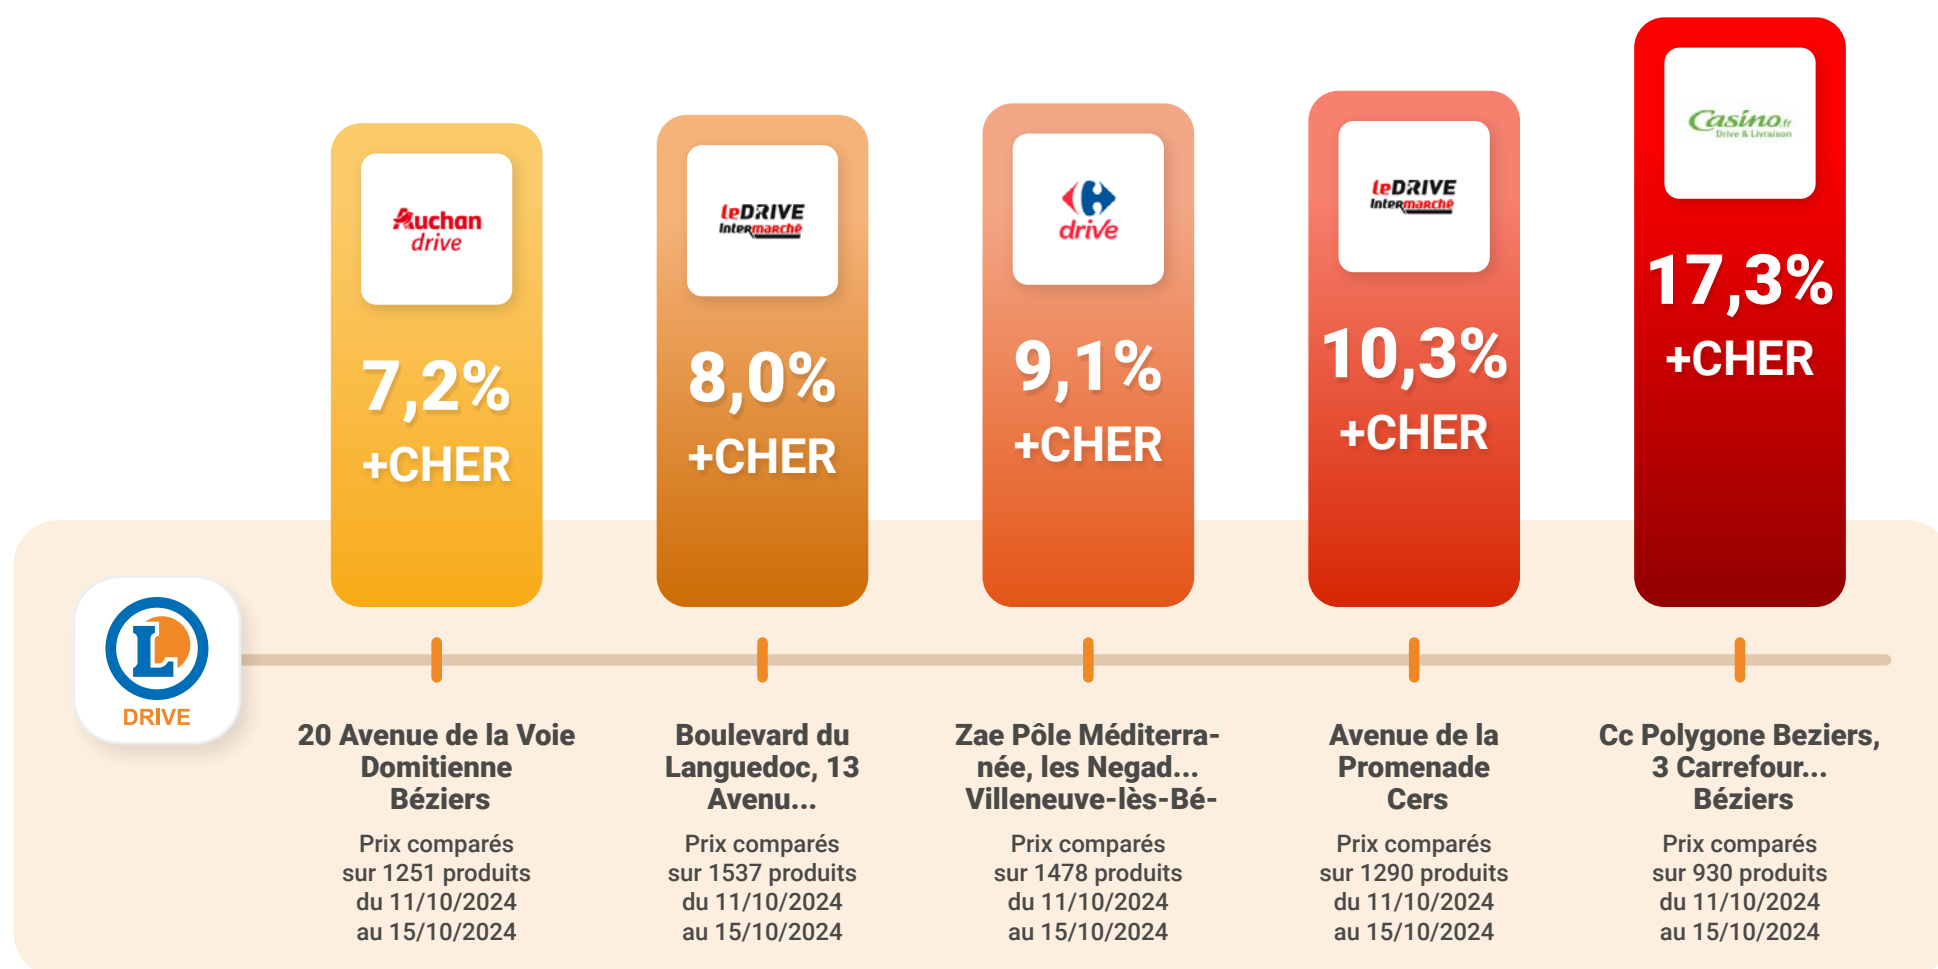 Auchan
drive
7,2%
+CHER
leDRIVE
Intermarché
8,0%
+CHER
drive
9,1%
+CHER
leDRIVE
Intermarché
10,3%
+CHER
Casino.fr
Drive & Livraison
17,3%
+CHER
L
DRIVE
20 Avenue de la Voie
Domitienne
Béziers
Prix comparés
sur 1251 produits
du 11/10/2024
au 15/10/2024
Boulevard du
Languedoc, 13
Avenu...
Prix comparés
sur 1537 produits
du 11/10/2024
au 15/10/2024
Zae Pôle Méditerra-
née, les Negad...
Villeneuve-lès-Bé-
Prix comparés
sur 1478 produits
du 11/10/2024
au 15/10/2024
Avenue de la
Promenade
Cers
Prix comparés
sur 1290 produits
du 11/10/2024
au 15/10/2024
Cc Polygone Beziers,
3 Carrefour...
Béziers
Prix comparés
sur 930 produits
du 11/10/2024
au 15/10/2024